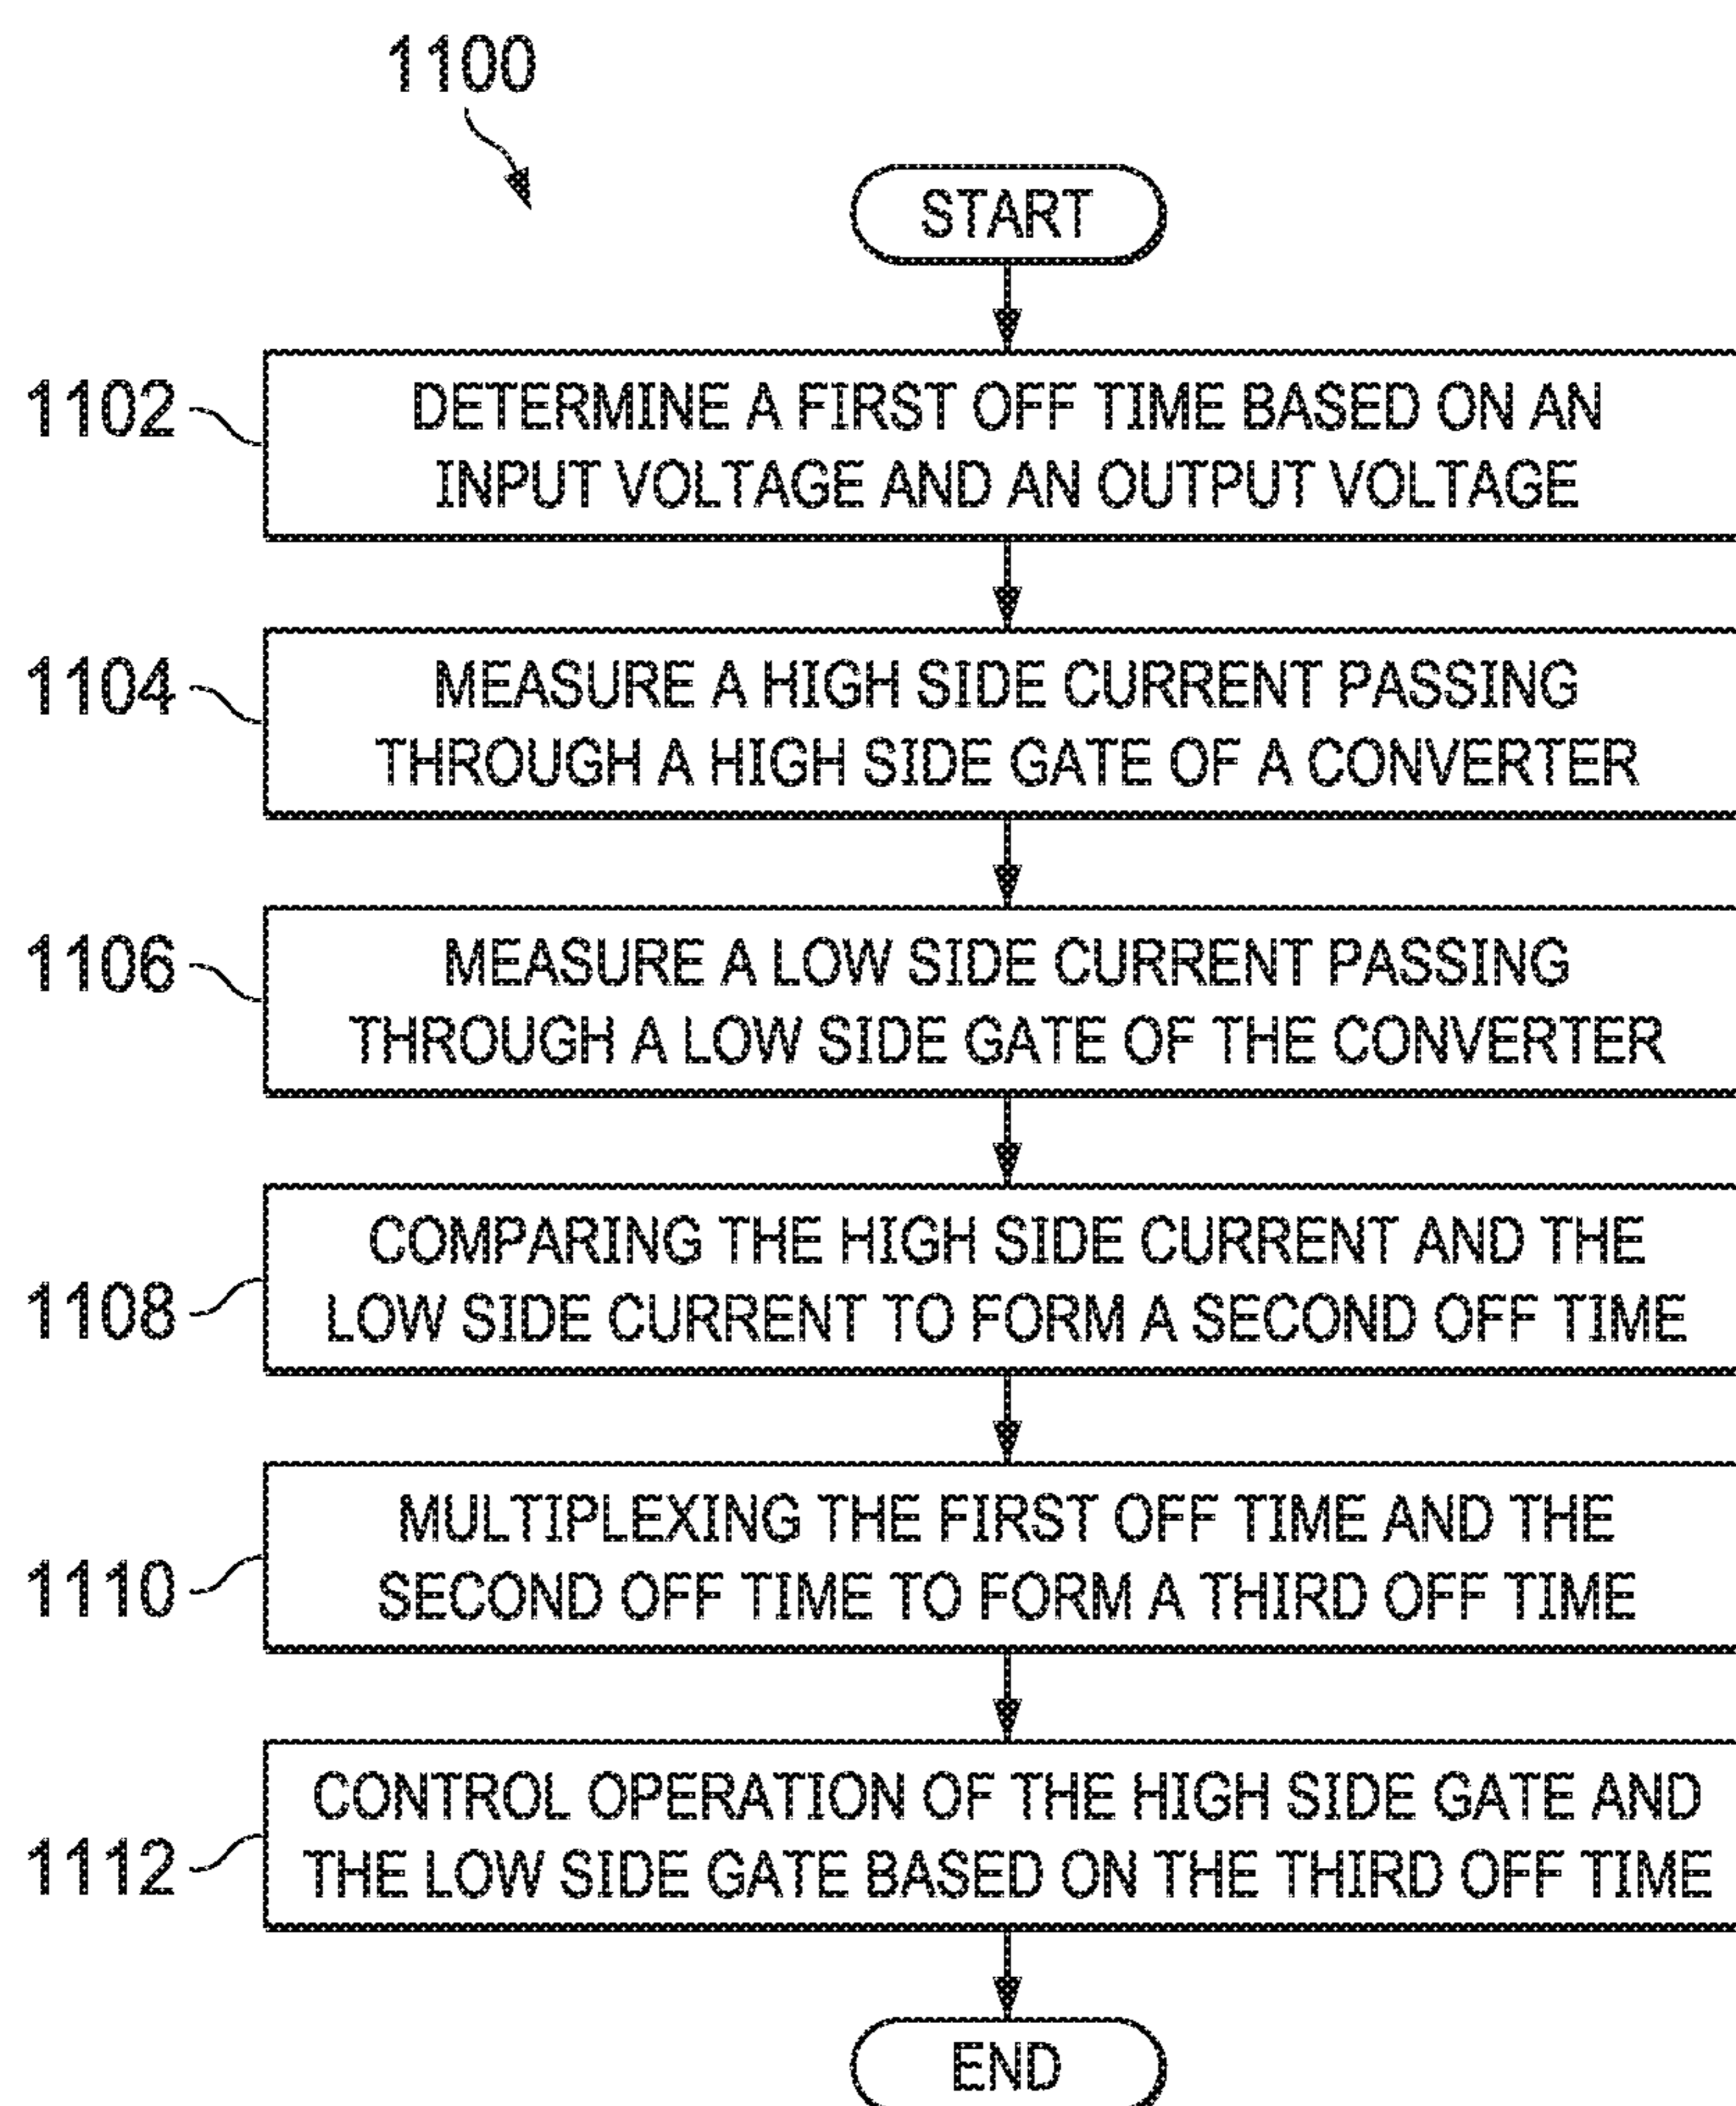 1100
START
1102
DETERMINE A FIRST OFF TIME BASED ON AN
INPUT VOLTAGE AND AN OUTPUT VOLTAGE
1104
MEASURE A HIGH SIDE CURRENT PASSING
THROUGH A HIGH SIDE GATE OF A CONVERTER
1106
MEASURE A LOW SIDE CURRENT PASSING
THROUGH A LOW SIDE GATE OF THE CONVERTER
1108
COMPARING THE HIGH SIDE CURRENT AND THE
LOW SIDE CURRENT TO FORM A SECOND OFF TIME
1110
MULTIPLEXING THE FIRST OFF TIME AND THE
SECOND OFF TIME TO FORM A THIRD OFF TIME
1112
CONTROL OPERATION OF THE HIGH SIDE GATE AND
THE LOW SIDE GATE BASED ON THE THIRD OFF TIME
END